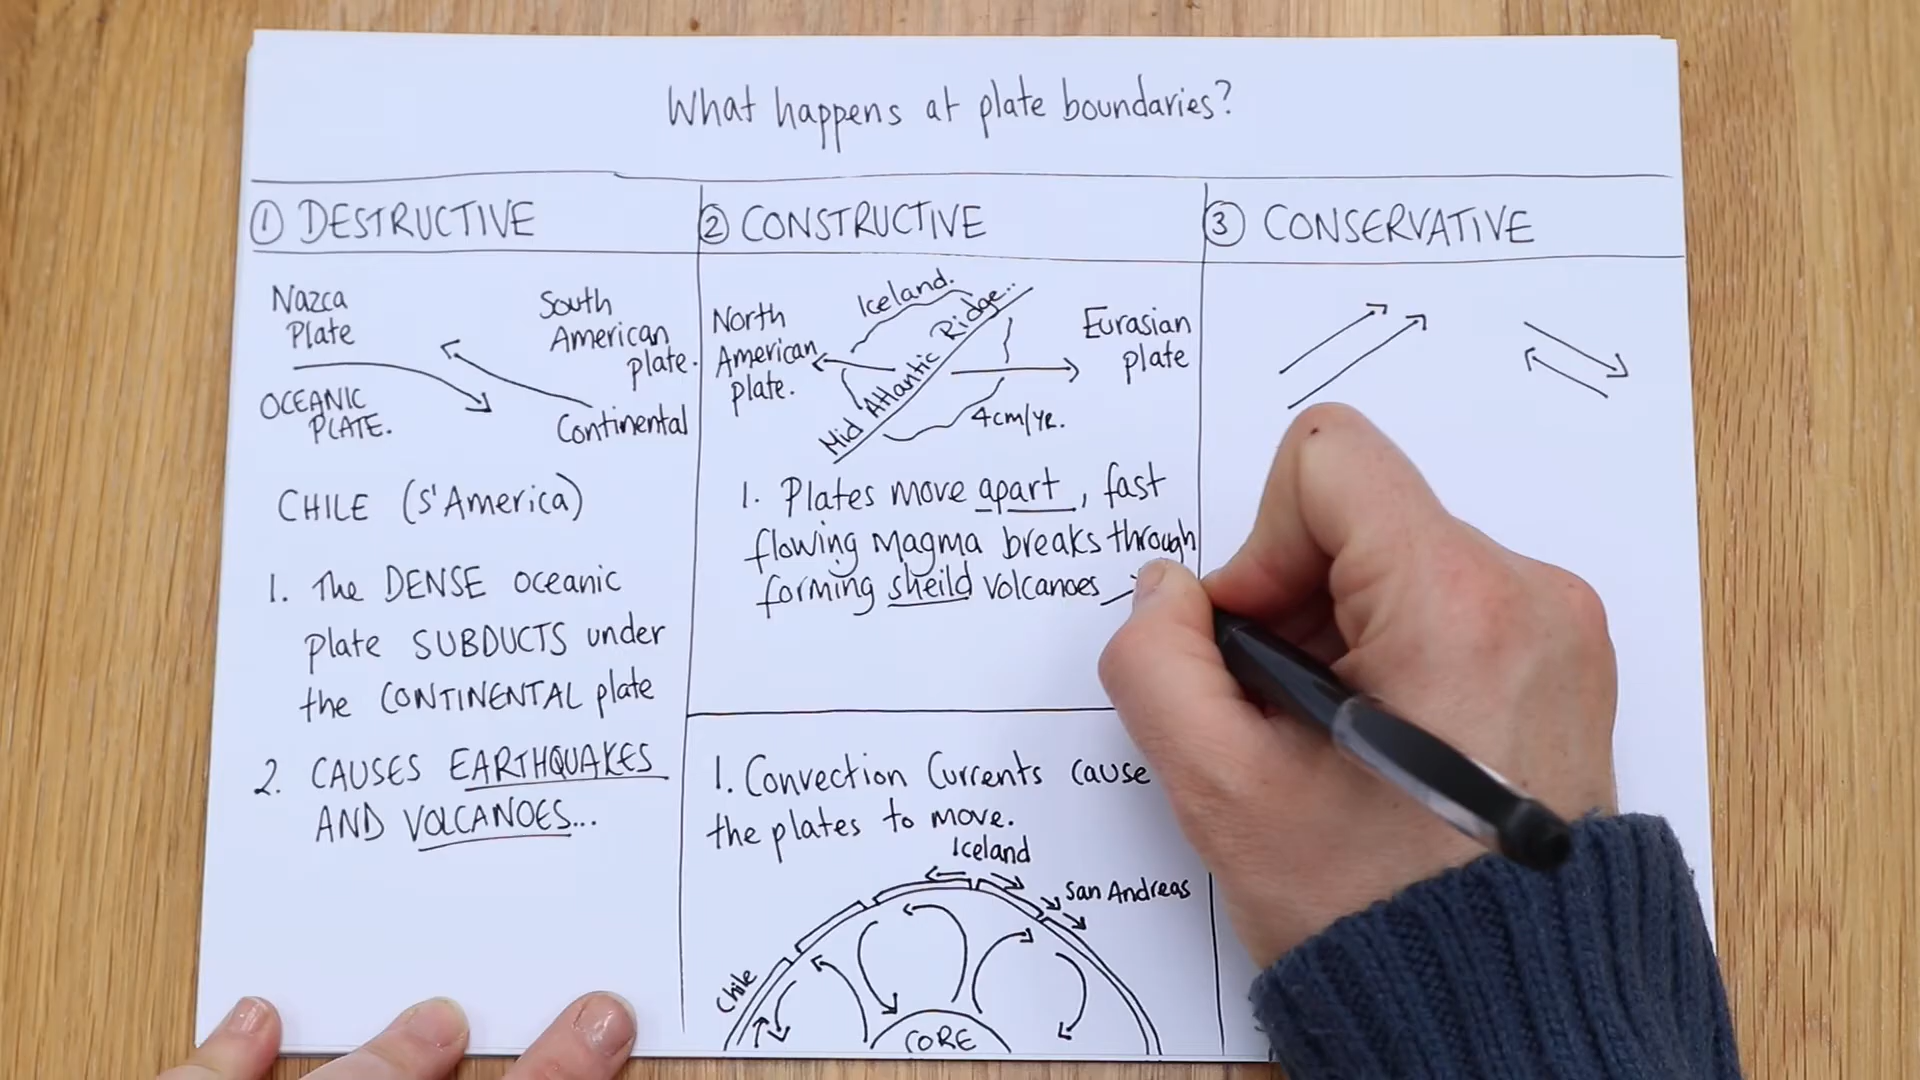 What happens at plate boundaries?
① DESTRUCTIVE
Nazca
Plate
OCEANIC
PLATE.
South
American
plate.
Continental
CHILE (S'America)
1. The DENSE oceanic
plate SUBDUCTS under
the CONTINENTAL plate
2. CAUSES EARTHQUAKES
AND VOLCANOES...
② CONSTRUCTIVE
North
American
plate.
Iceland.
Mid Atlantic Ridge..
Eurasian
plate
4cm/yr.
1. Plates move apart, fast
flowing magma breaks through
forming sheild volcanoes
1. Convection Currents cause
the plates to move.
Iceland
San Andreas
Chile
CORE
③ CONSERVATIVE